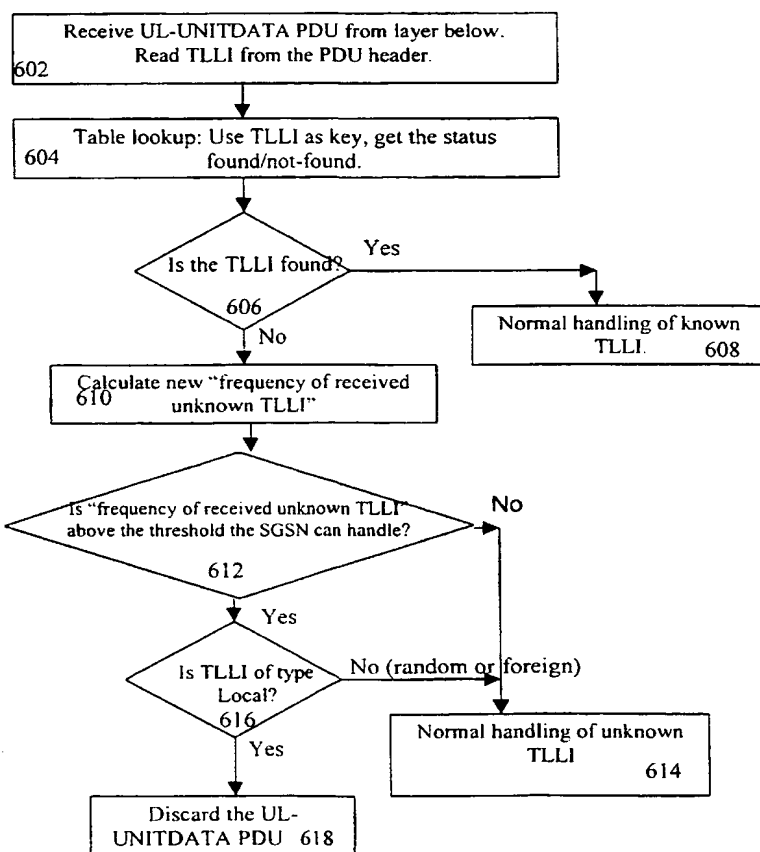 Receive UL-UNITDATA PDU from layer below.
Read TLLI from the PDU header.
602
Table lookup: Use TLLI as key, get the status
found/not-found.
604
Is the TLLI found?
606
Yes
No
Normal handling of known
TLLI.
608
Calculate new “frequency of received
unknown TLLI”
610
Is “frequency of received unknown TLLI”
above the threshold the SGSN can handle?
612
No
Yes
Is TLLI of type
Local?
616
No (random or foreign)
Yes
Normal handling of unknown
TLLI
614
Discard the UL-
UNITDATA PDU 618